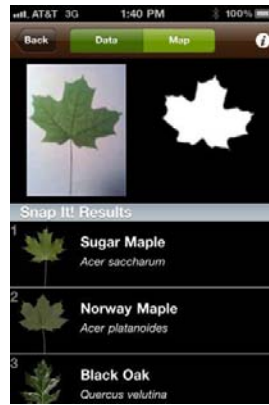 AT&T 3G 1:40 PM 100%
Back Data Map i
Snap It! Results
1
Sugar Maple
Acer saccharum
2
Norway Maple
Acer platanoides
3
Black Oak
Quercus velutina